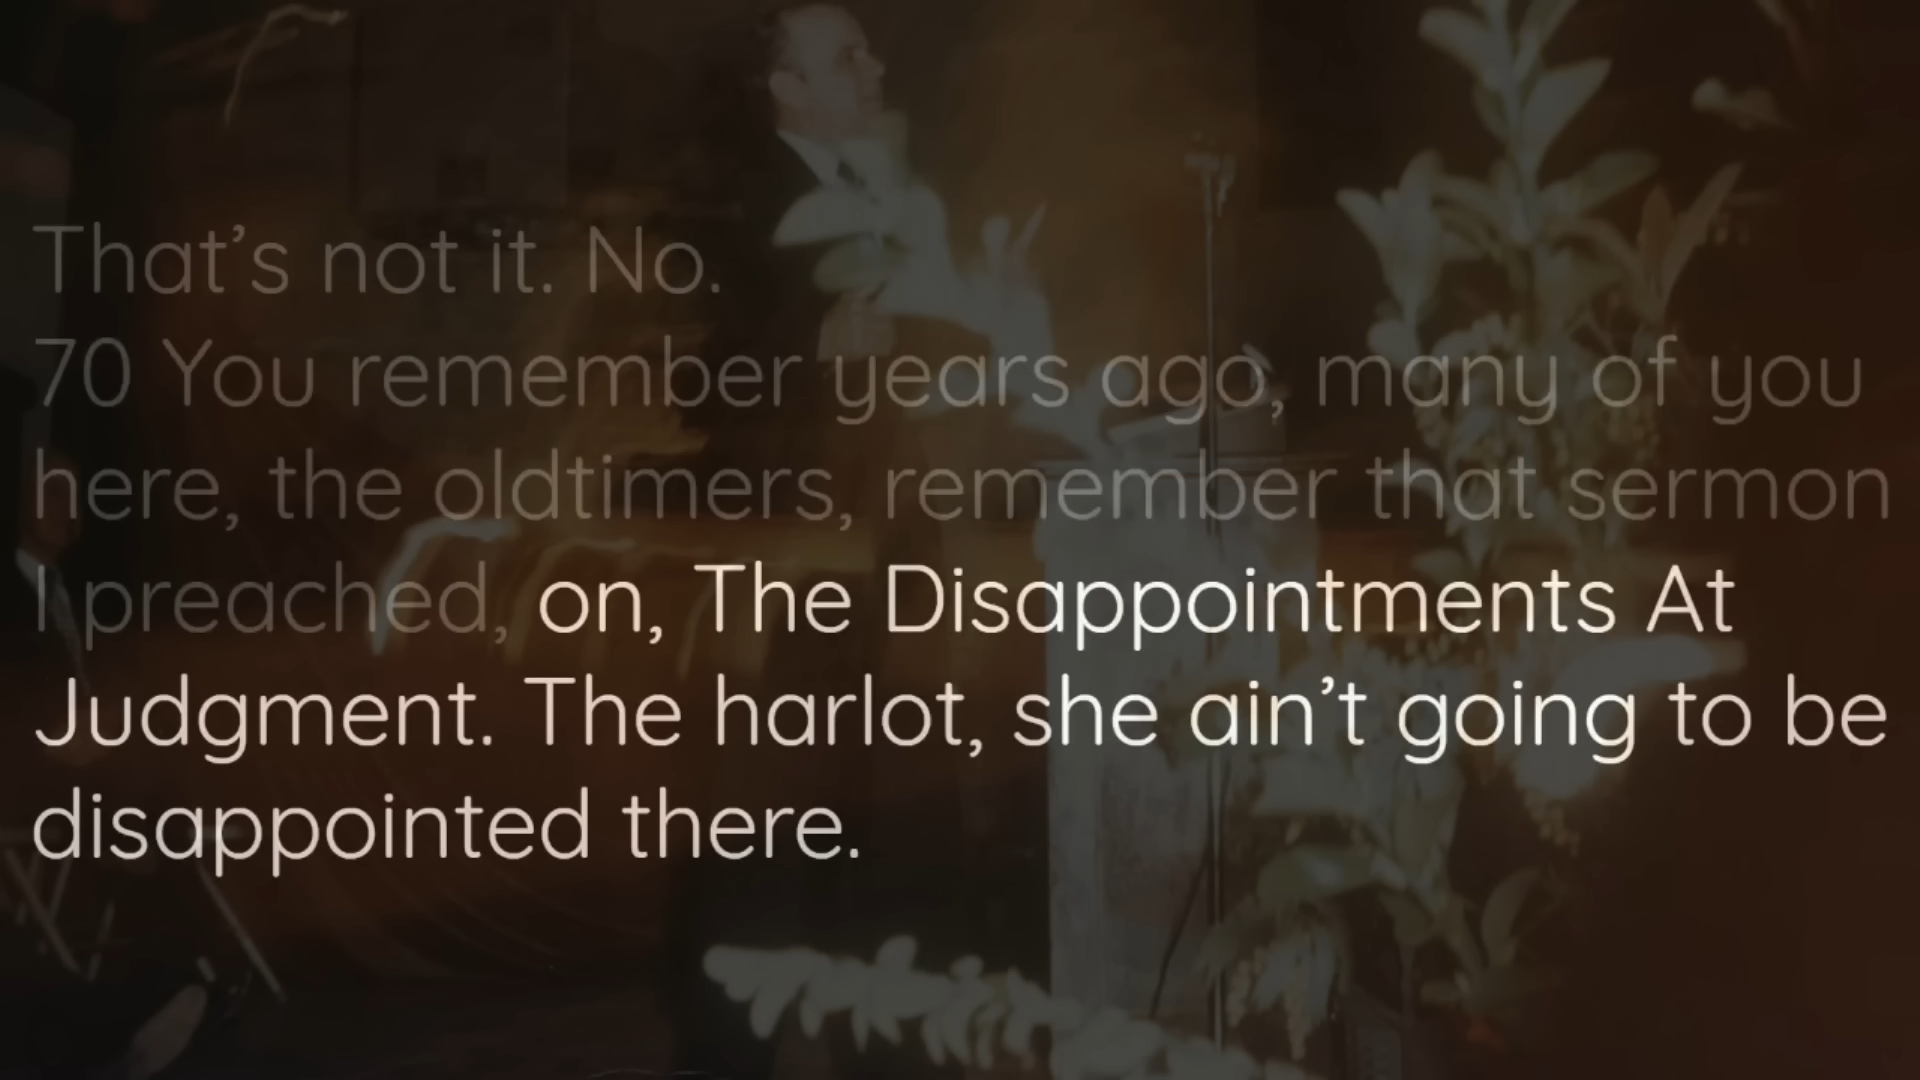 That’s not it. No.
70 You remember years ago, many of you
here, the oldtimers, remember that sermon
I preached, on, The Disappointments At
Judgment. The harlot, she ain’t going to be
disappointed there.